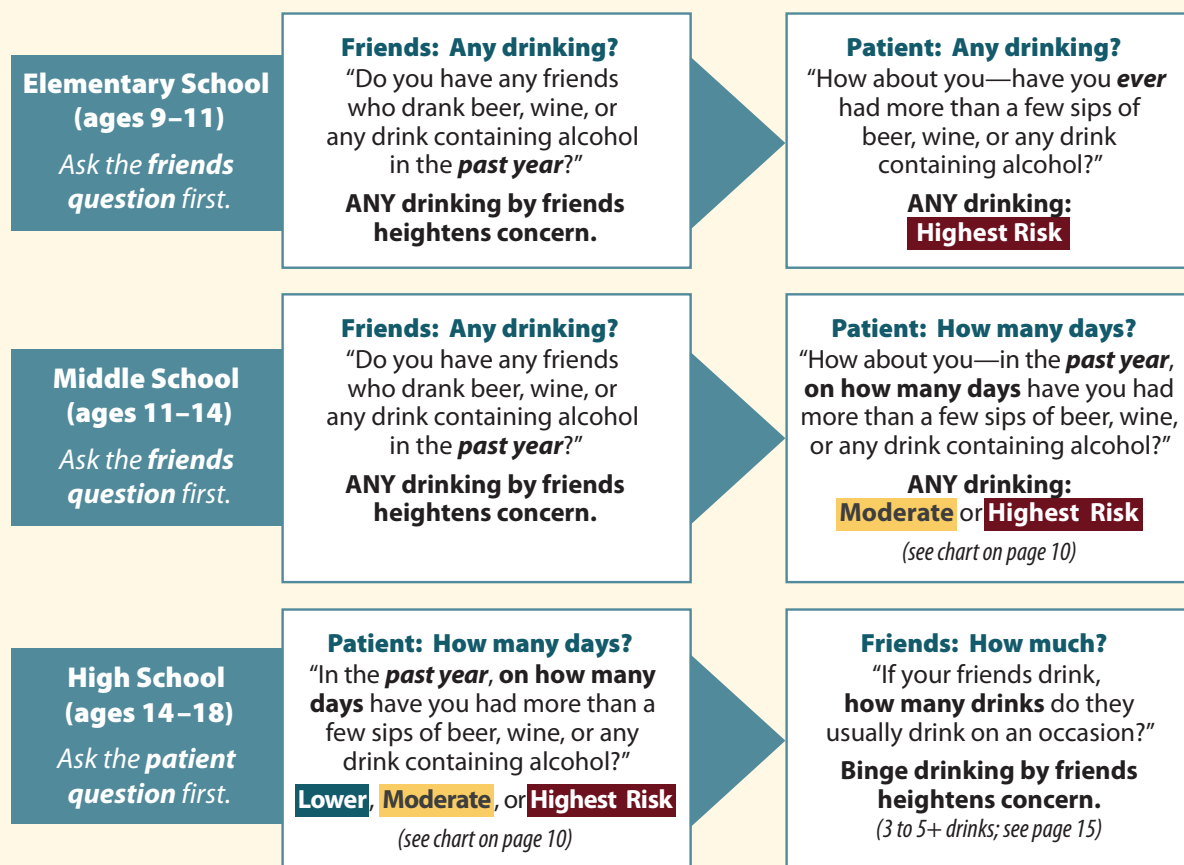 Elementary School
(ages 9–11)
Ask the friends
question first.
Friends: Any drinking?
“Do you have any friends
who drank beer, wine, or
any drink containing alcohol
in the past year?”
ANY drinking by friends
heightens concern.
Patient: Any drinking?
“How about you—have you ever
had more than a few sips of
beer, wine, or any drink
containing alcohol?”
ANY drinking:
Highest Risk
Middle School
(ages 11–14)
Ask the friends
question first.
Friends: Any drinking?
“Do you have any friends
who drank beer, wine, or
any drink containing alcohol
in the past year?”
ANY drinking by friends
heightens concern.
Patient: How many days?
“How about you—in the past year,
on how many days have you had
more than a few sips of beer, wine,
or any drink containing alcohol?”
ANY drinking:
Moderate or Highest Risk
(see chart on page 10)
High School
(ages 14–18)
Ask the patient
question first.
Patient: How many days?
“In the past year, on how many
days have you had more than a
few sips of beer, wine, or any
drink containing alcohol?”
Lower, Moderate, or Highest Risk
(see chart on page 10)
Friends: How much?
“If your friends drink,
how many drinks do they
usually drink on an occasion?”
Binge drinking by friends
heightens concern.
(3 to 5+ drinks; see page 15)